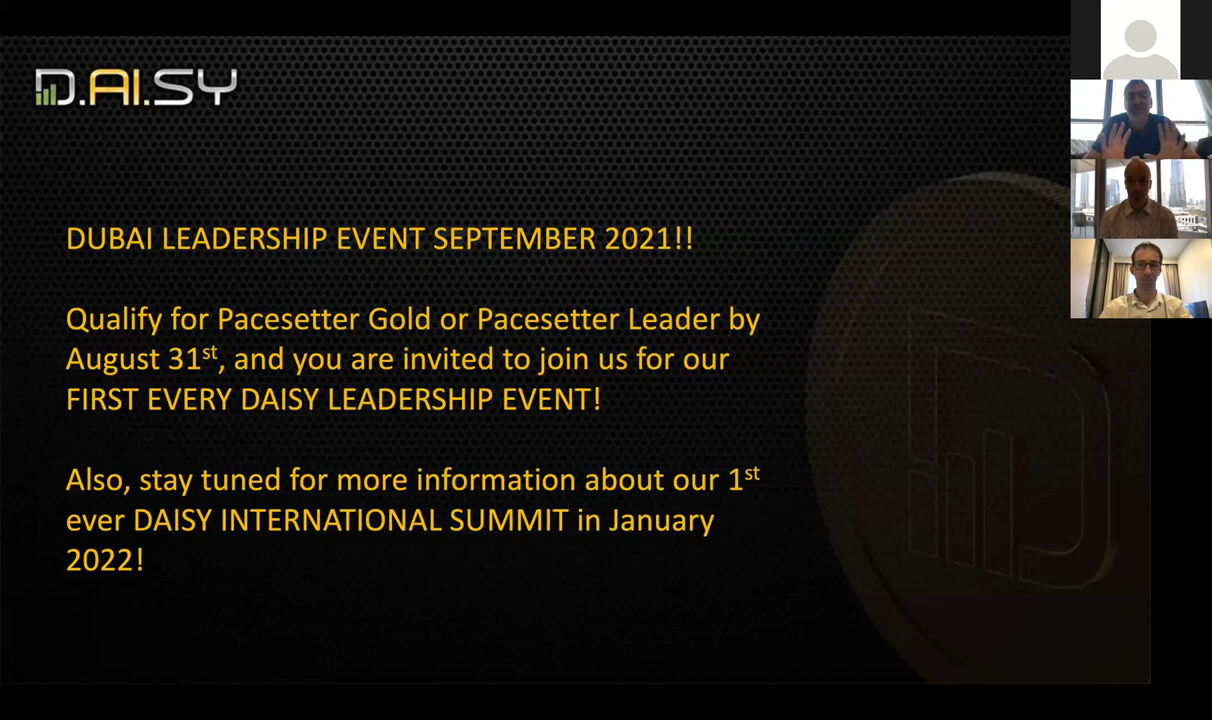 D.AI.SY
DUBAI LEADERSHIP EVENT SEPTEMBER 2021!!
Qualify for Pacesetter Gold or Pacesetter Leader by
August 31st, and you are invited to join us for our
FIRST EVERY DAISY LEADERSHIP EVENT!
Also, stay tuned for more information about our 1st
ever DAISY INTERNATIONAL SUMMIT in January
2022!